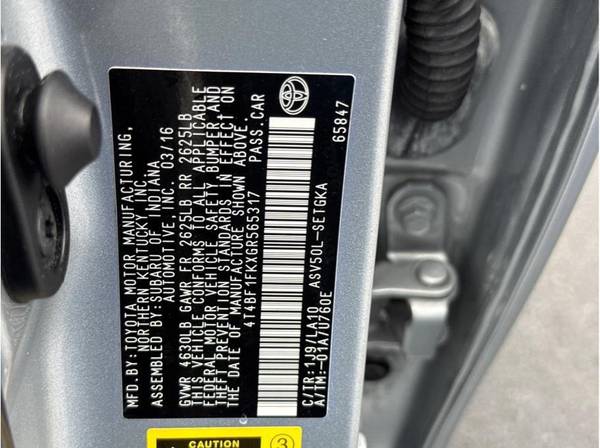 MFD.BY:TOYOTA MOTOR MANUFACTURING,
NORTHERN KENTUCKY, INC.
ASSEMBLED BY:SUBARU OF INDIANA
AUTOMOTIVE, INC. 03/16
GVWR 4630LB GAWR FR 2625LB RR 2625LB
THIS VEHICLE CONFORMS TO ALL APPLICABLE
FEDERAL MOTOR VEHICLE SAFETY, BUMPER, AND
THEFT PREVENTION STANDARDS IN EFFECT ON
THE DATE OF MANUFACTURE SHOWN ABOVE.
4T4BF1FKXGR565317 PASS.CAR
C/TR:1J9/LA10 ASV50L-SETGKA
A/TM:-01A/U760E 65847
CAUTION
3